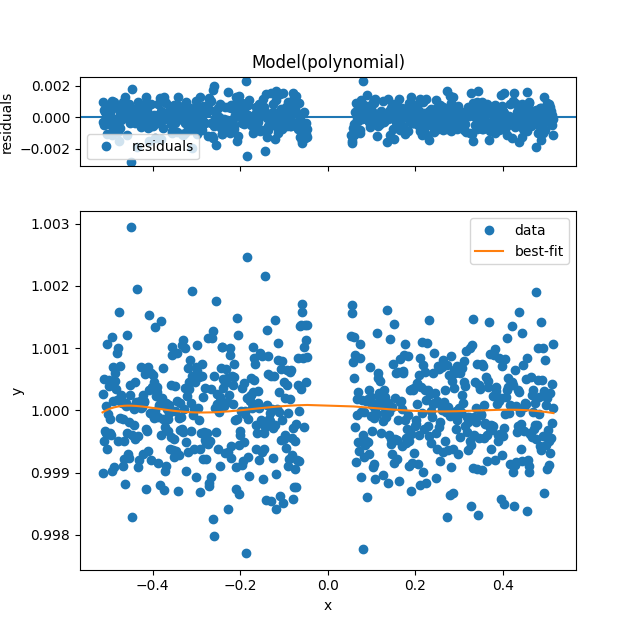 Model(polynomial)
residuals
0.002
0.000
−0.002
residuals
y
1.003
1.002
1.001
1.000
0.999
0.998
data
best-fit
−0.4
−0.2
0.0
0.2
0.4
x